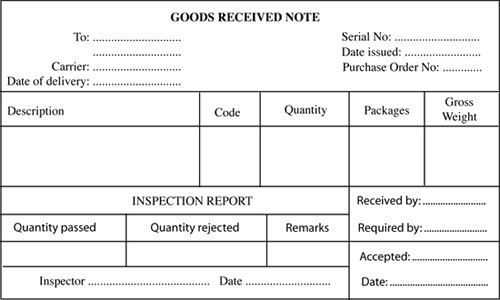 GOODS RECEIVED NOTE
To: ............................
............................
Carrier: ............................
Date of delivery: ............................
Serial No: ...........................
Date issued: .........................
Purchase Order No: ............
Description
Code
Quantity
Packages
Gross
Weight
INSPECTION REPORT
Quantity passed
Quantity rejected
Remarks
Inspector ............................ Date .................
Received by:.......................
Required by:.......................
Accepted:.......................
Date:.......................